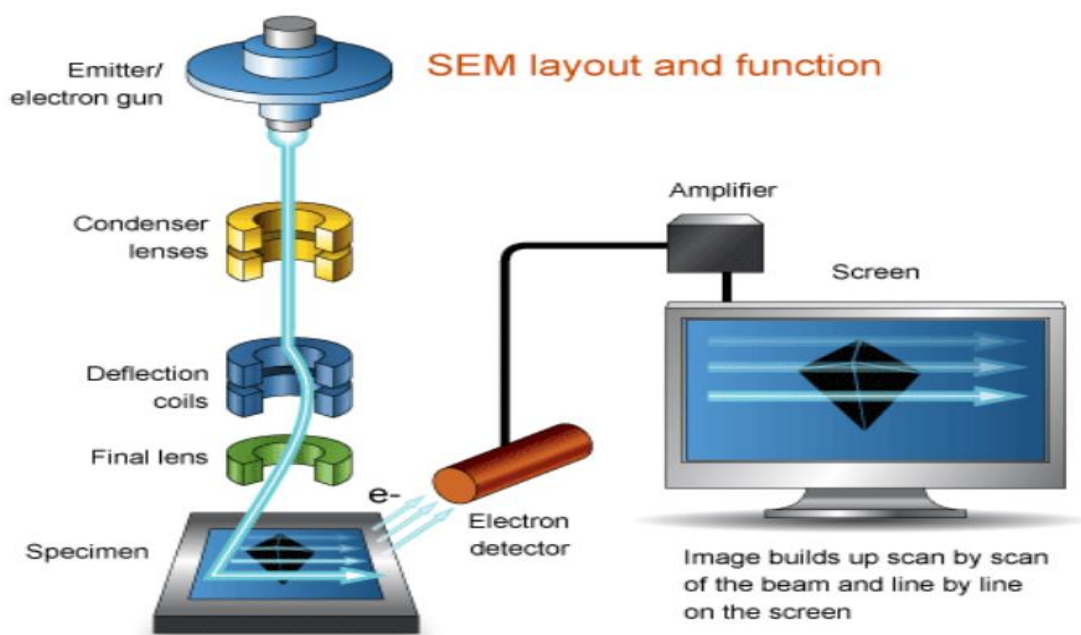 SEM layout and function
Emitter/
electron gun
Condenser
lenses
Deflection
coils
Final lens
Specimen
e-
Electron
detector
Amplifier
Screen
Image builds up scan by scan
of the beam and line by line
on the screen